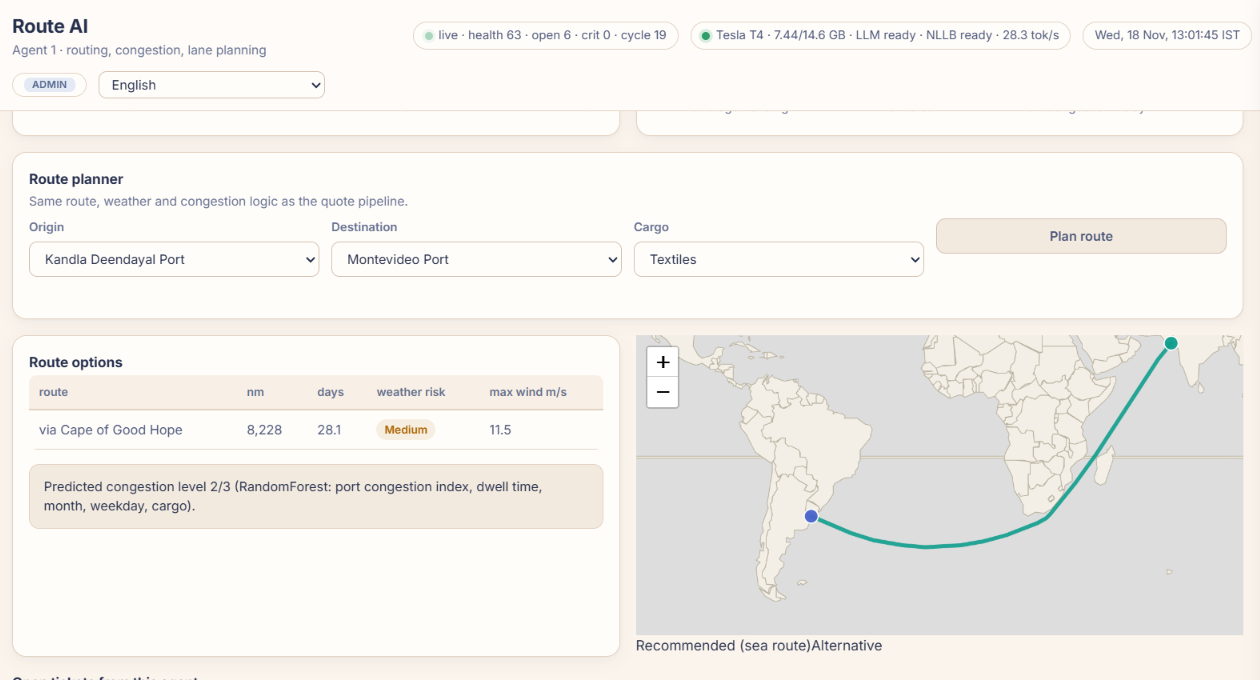 Route AI
Agent 1 · routing, congestion, lane planning
live · health 63 · open 6 · crit 0 · cycle 19
Tesla T4 · 7.44/14.6 GB · LLM ready · NLLB ready · 28.3 tok/s
Wed, 18 Nov, 13:01:45 IST
ADMIN
English
Route planner
Same route, weather and congestion logic as the quote pipeline.
Origin
Destination
Cargo
Kandla Deendayal Port
Montevideo Port
Textiles
Plan route
Route options
route nm days weather risk max wind m/s
via Cape of Good Hope 8,228 28.1 Medium 11.5
Predicted congestion level 2/3 (RandomForest: port congestion index, dwell time,
month, weekday, cargo).
+
−
Recommended (sea route)Alternative